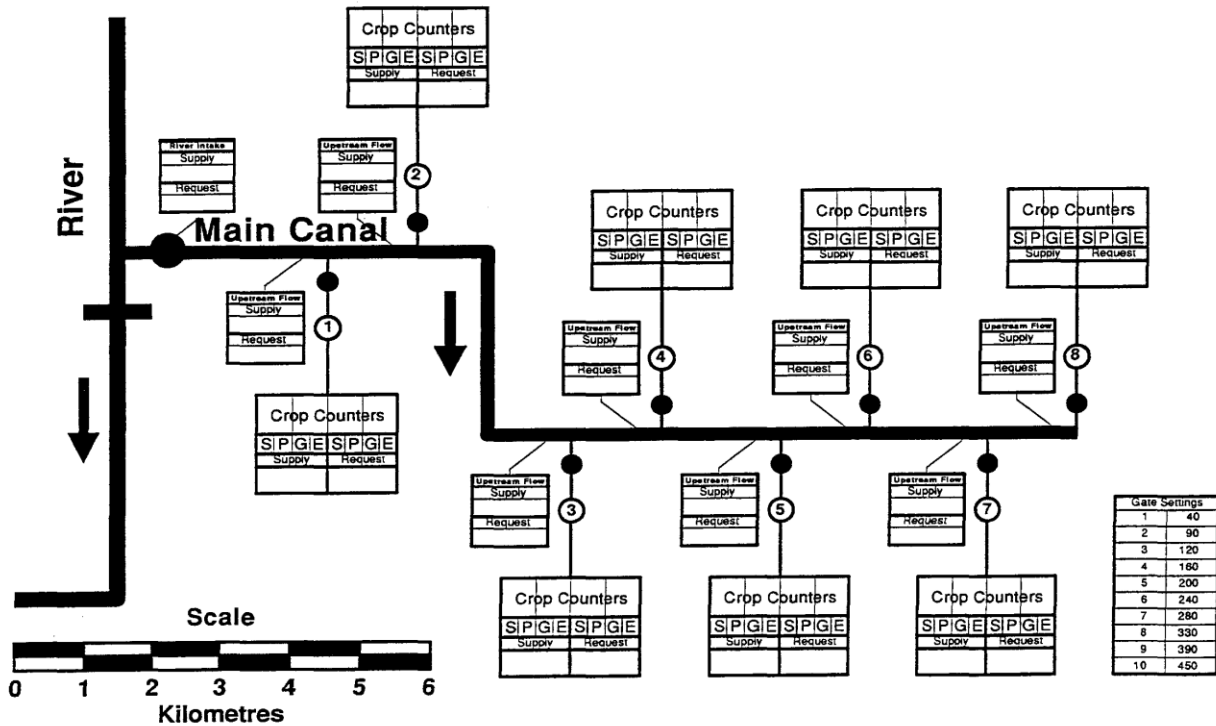 Crop Counters
S P G E S P G E
Supply Request
River Intake
Supply
Request
Upstream Flow
Supply
Request
2
River
Main Canal
Upstream Flow
Supply
Request
1
Crop Counters
S P G E S P G E
Supply Request
Crop Counters
S P G E S P G E
Supply Request
Crop Counters
S P G E S P G E
Supply Request
Crop Counters
S P G E S P G E
Supply Request
Upstream Flow
Supply
Request
4
Upstream Flow
Supply
Request
6
Upstream Flow
Supply
Request
8
Upstream Flow
Supply
Request
3
Upstream Flow
Supply
Request
5
Upstream Flow
Supply
Request
7
Crop Counters
S P G E S P G E
Supply Request
Crop Counters
S P G E S P G E
Supply Request
Crop Counters
S P G E S P G E
Supply Request
Gate Settings
1 40
2 90
3 120
4 160
5 200
6 240
7 280
8 330
9 390
10 450
Scale
0 1 2 3 4 5 6
Kilometres